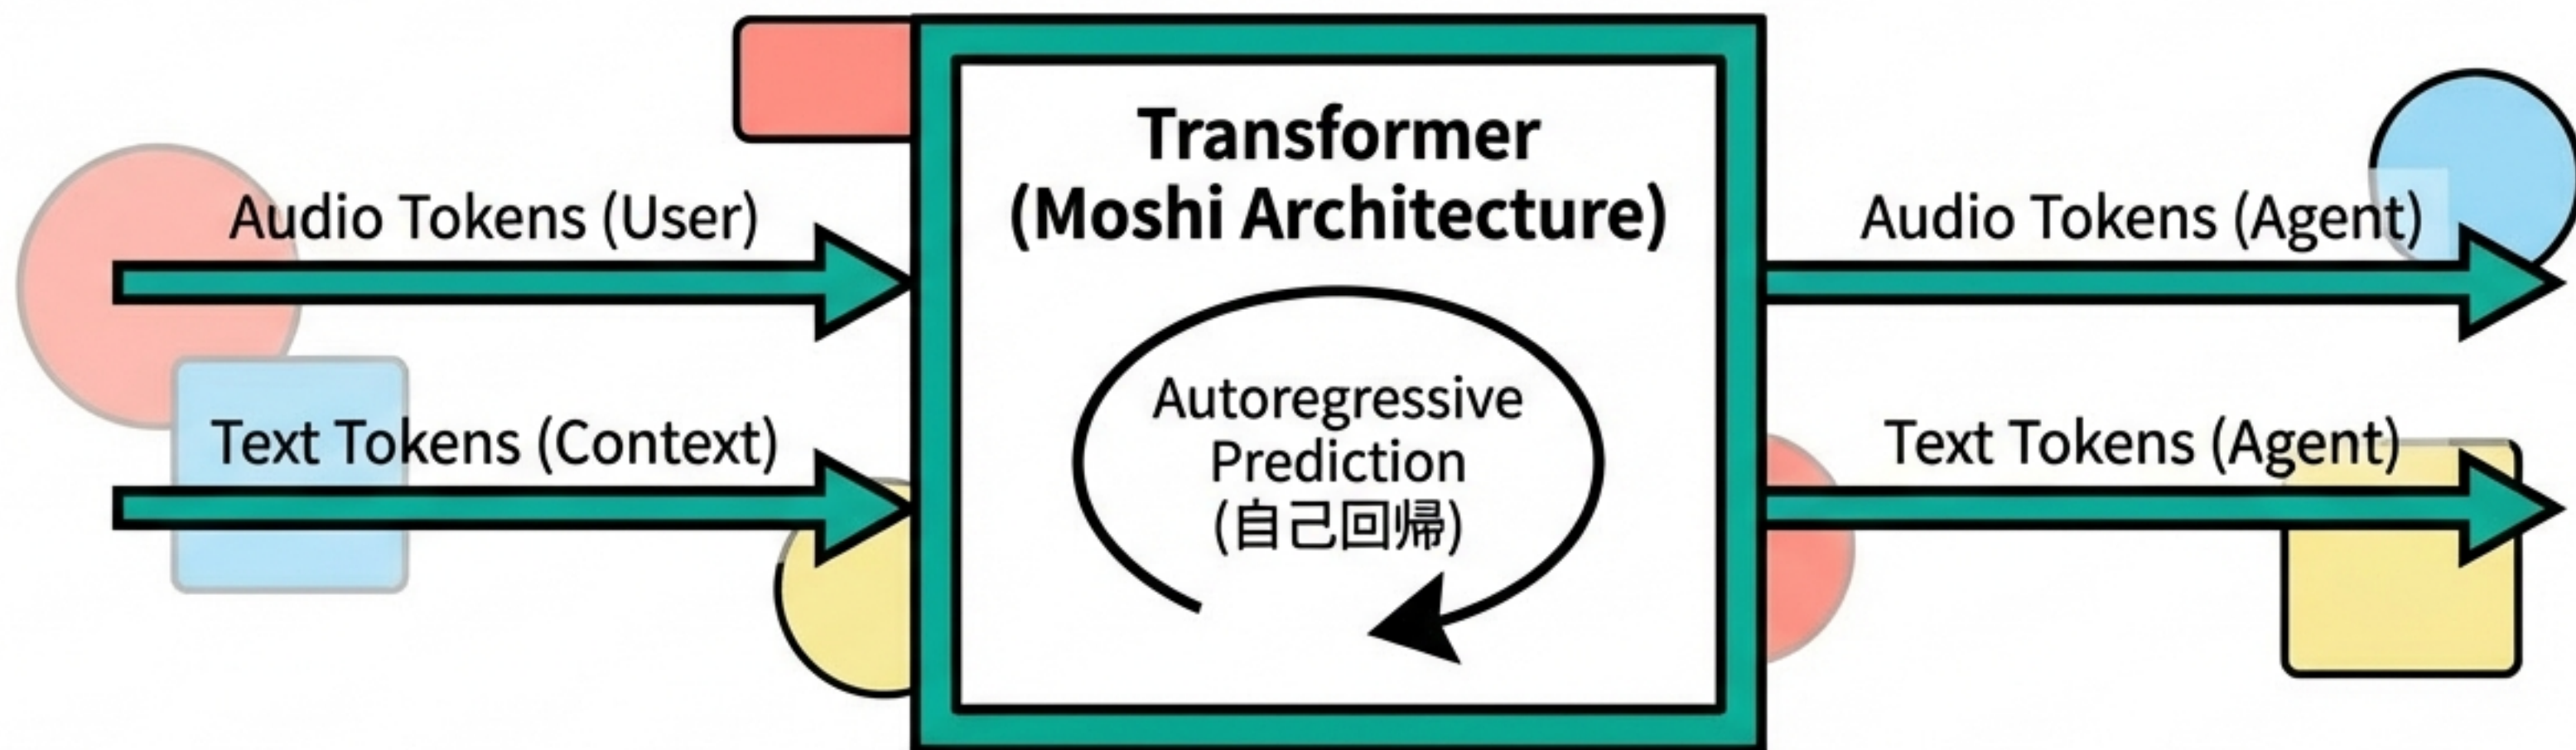 Audio Tokens (User)
Text Tokens (Context)
Transformer
(Moshi Architecture)
Autoregressive
Prediction
(自己回帰)
Audio Tokens (Agent)
Text Tokens (Agent)